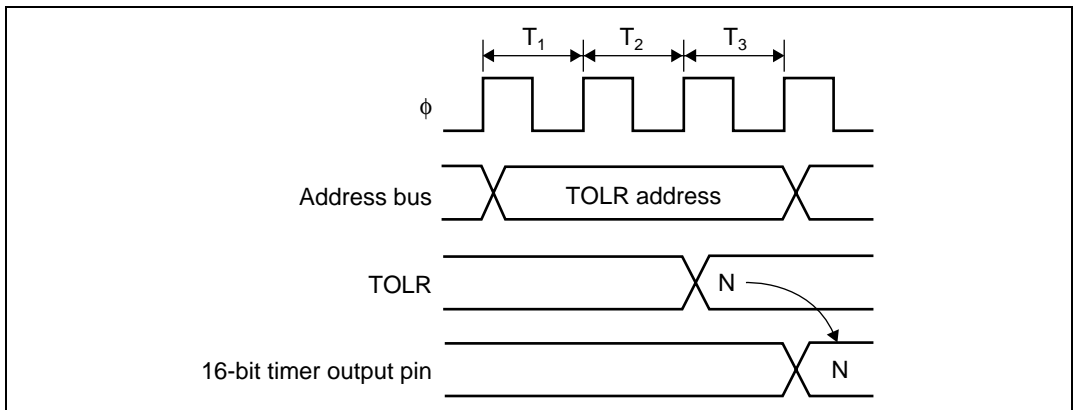 T₁ T₂ T₃
ϕ
Address bus TOLR address
TOLR N
16-bit timer output pin N